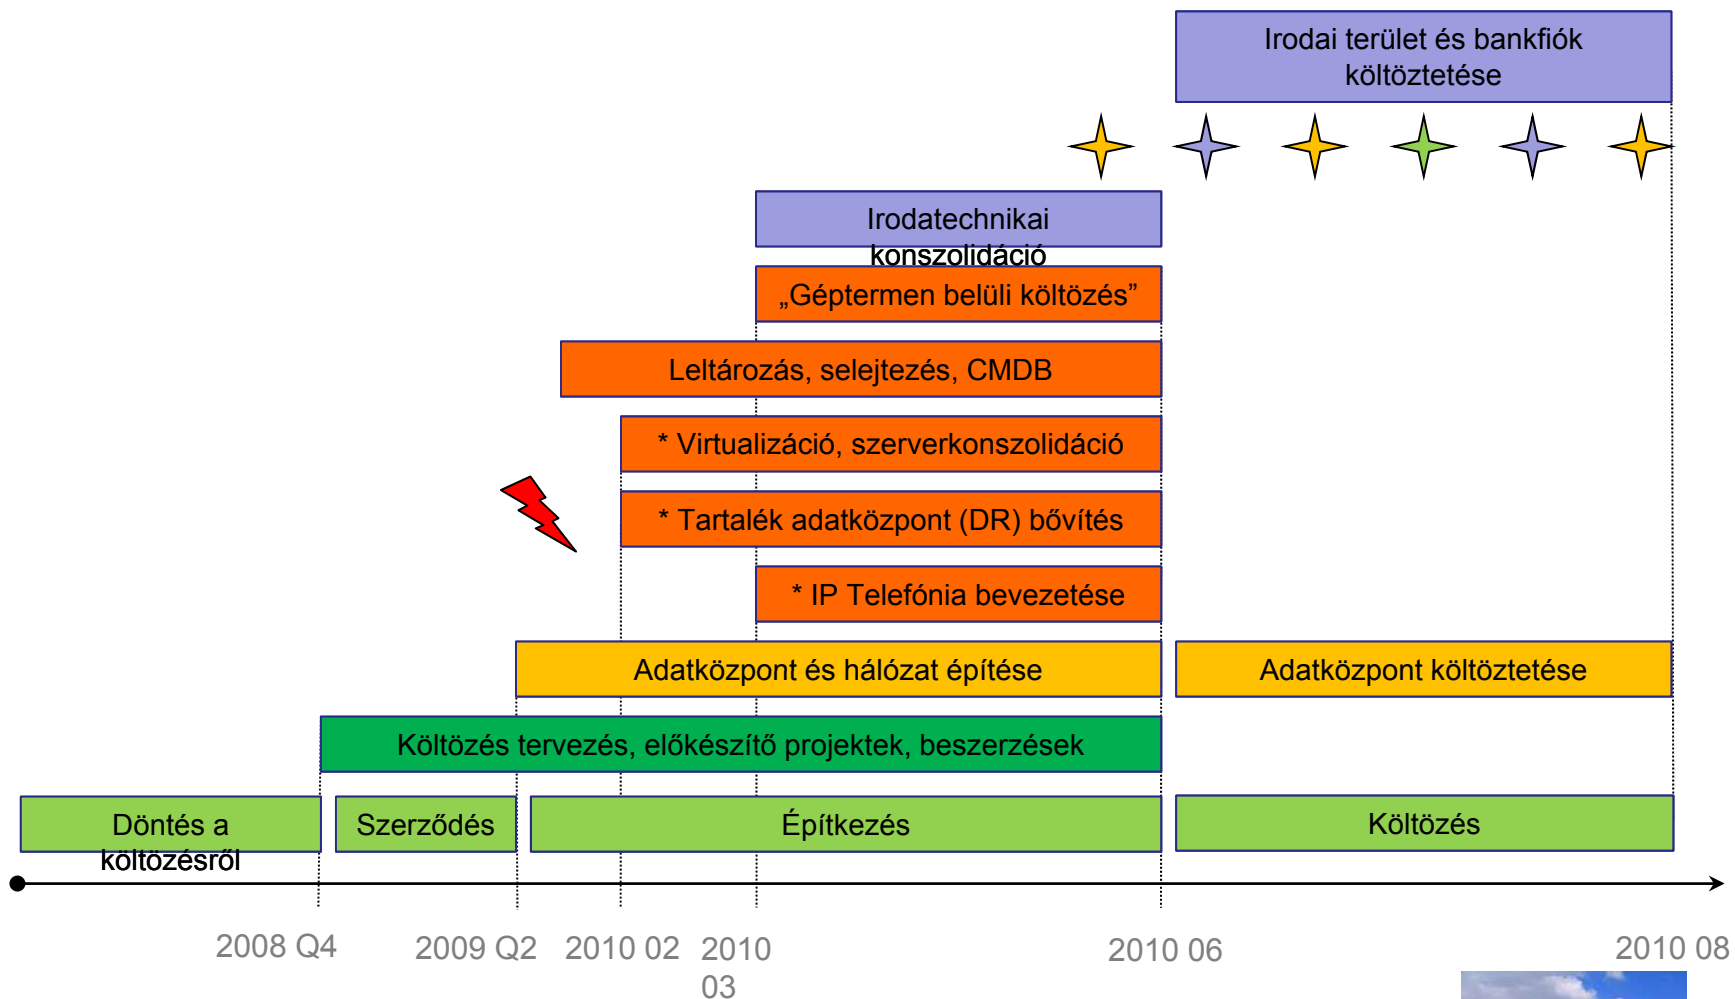 Irodai terület és bankfiók
költöztetése
Irodatechnikai
konszolidáció
„Géptermen belüli költözés”
Leltározás, selejtezés, CMDB
* Virtualizáció, szerverkonszolidáció
* Tartalék adatközpont (DR) bővítés
* IP Telefónia bevezetése
Adatközpont és hálózat építése
Adatközpont költöztetése
Költözés tervezés, előkészítő projektek, beszerzések
Döntés a
költözésről
Szerződés
Építkezés
Költözés
2008 Q4
2009 Q2
2010 02
2010
03
2010 06
2010 08